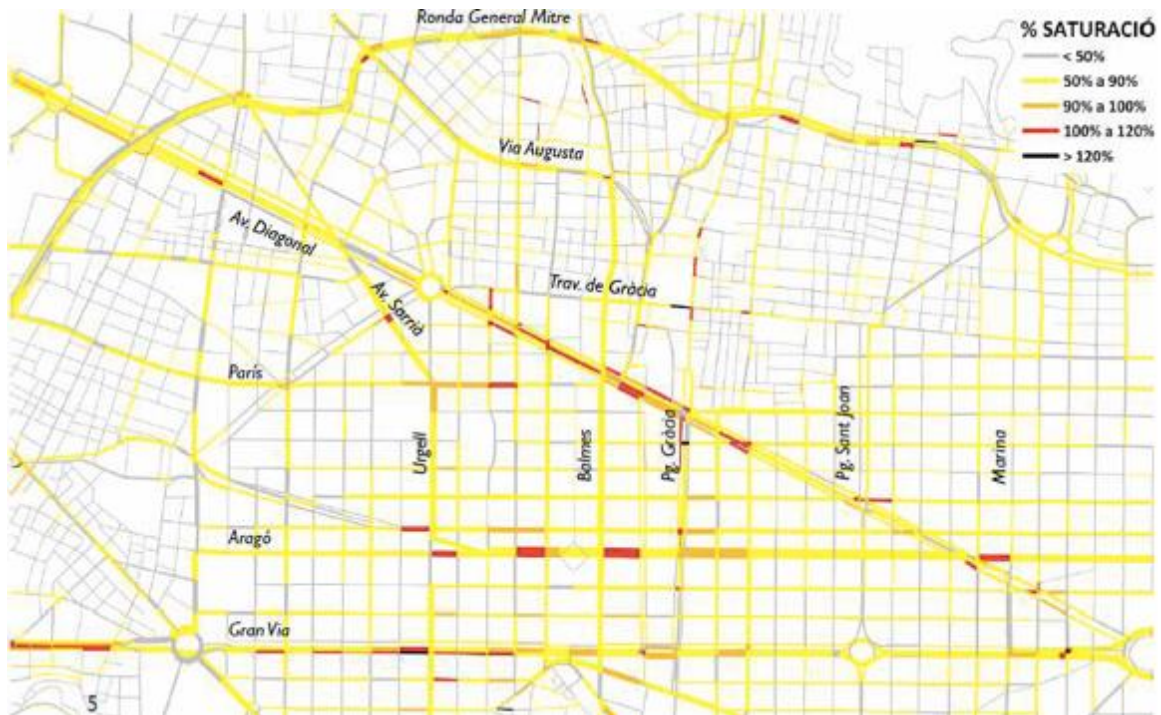 Ronda General Mitre
% SATURACIÓ
< 50%
50% a 90%
90% a 100%
100% a 120%
> 120%
Via Augusta
Av. Diagonal
Trav. de Gràcia
Av. Sarrià
París
Urgell
Balmes
Pg. Gràcia
Pg. Sant Joan
Marina
Aragó
Gran Via
5